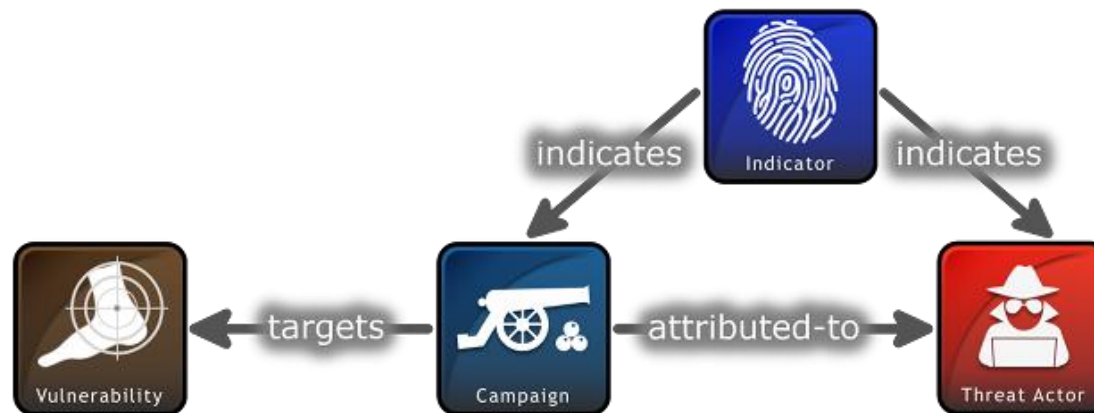 indicates
indicates
Indicator
targets
attributed-to
Vulnerability
Campaign
Threat Actor